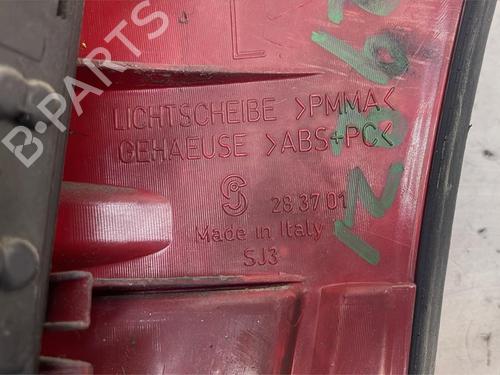 L
LICHTSCHEIBE >PMMA<
GEHAEUSE >ABS+PC<
28 37 01
Made in Italy
SJ3
B-PARTS